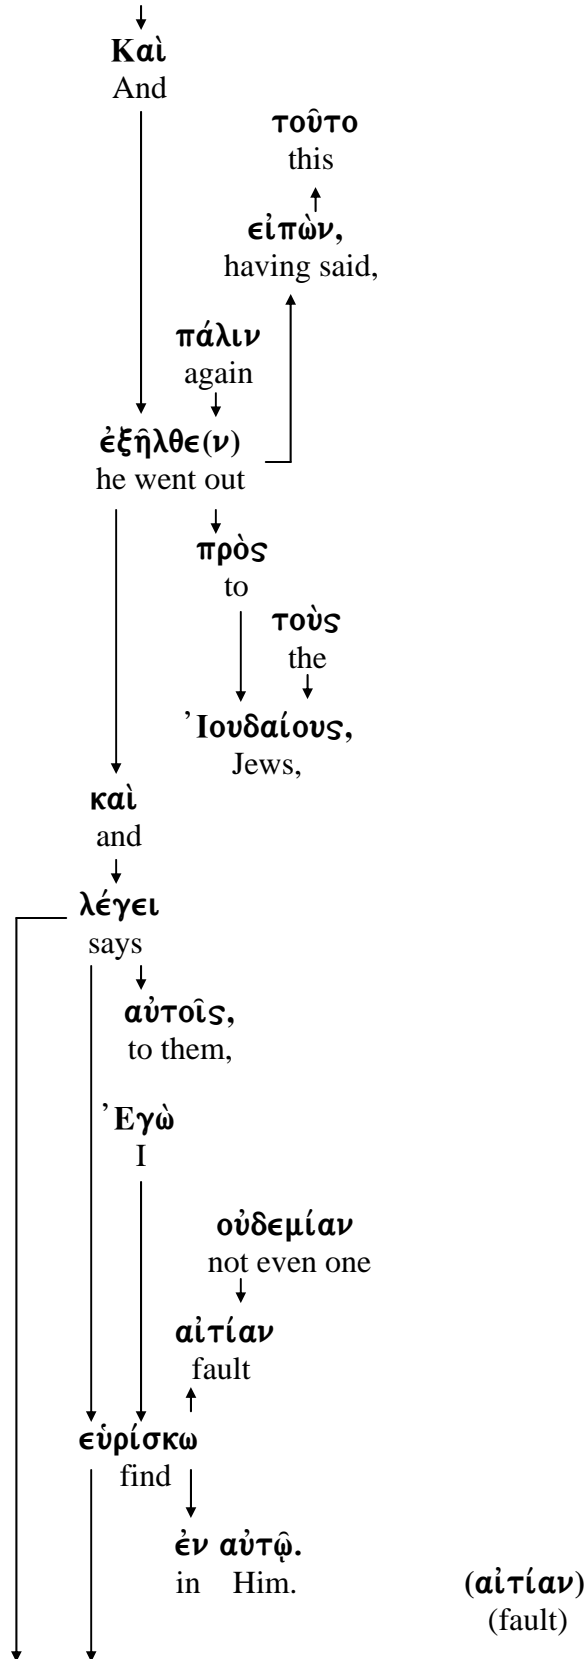 Καὶ
And
τοῦτο
this
εἰπὼν,
having said,
πάλιν
again
ἐξῆλθε(ν)
he went out
πρὸς
to
τοὺς
the
Ἰουδαίους,
Jews,
καὶ
and
λέγει
says
αὐτοῖς,
to them,
Ἐγὼ
I
οὐδεμίαν
not even one
αἰτίαν
fault
εὑρίσκω
find
ἐν αὐτῷ.
in Him.
(αἰτίαν)
(fault)